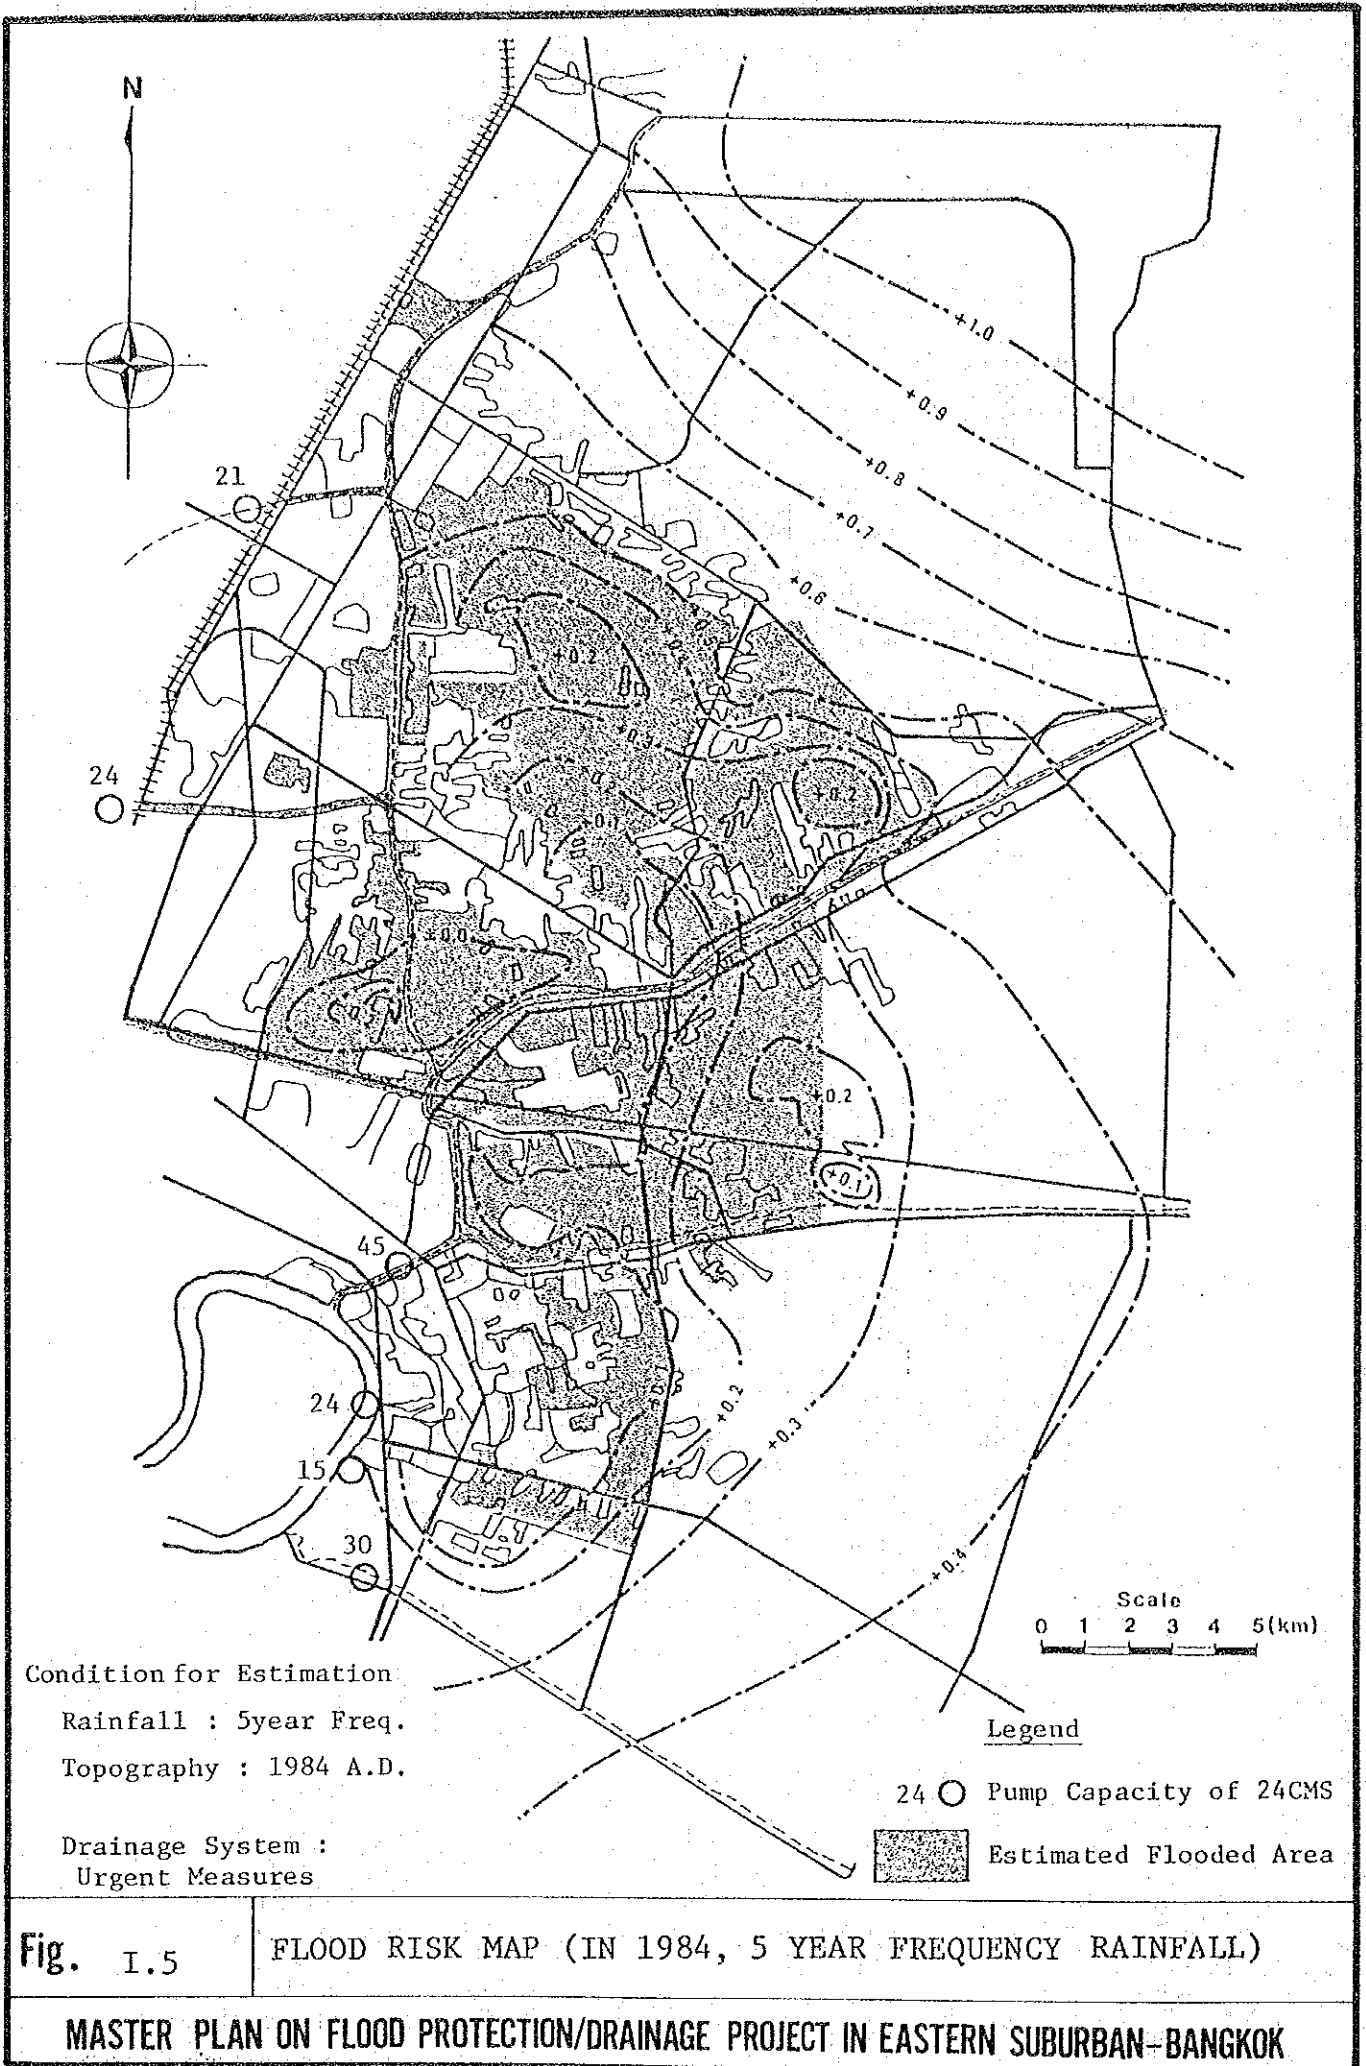 N
+1.0
+0.9
+0.8
+0.7
+0.6
21
+0.2
24
+0.2
+0.1
+0.0
+0.2
+0.1
45
24
+0.2
+0.3
15
30
+0.4
Scale
0 1 2 3 4 5(km)
Condition for Estimation
Rainfall : 5year Freq.
Topography : 1984 A.D.
Drainage System :
Urgent Measures
Legend
24 Pump Capacity of 24CMS
Estimated Flooded Area
Fig. I.5
FLOOD RISK MAP (IN 1984, 5 YEAR FREQUENCY RAINFALL)
MASTER PLAN ON FLOOD PROTECTION/DRAINAGE PROJECT IN EASTERN SUBURBAN-BANGKOK